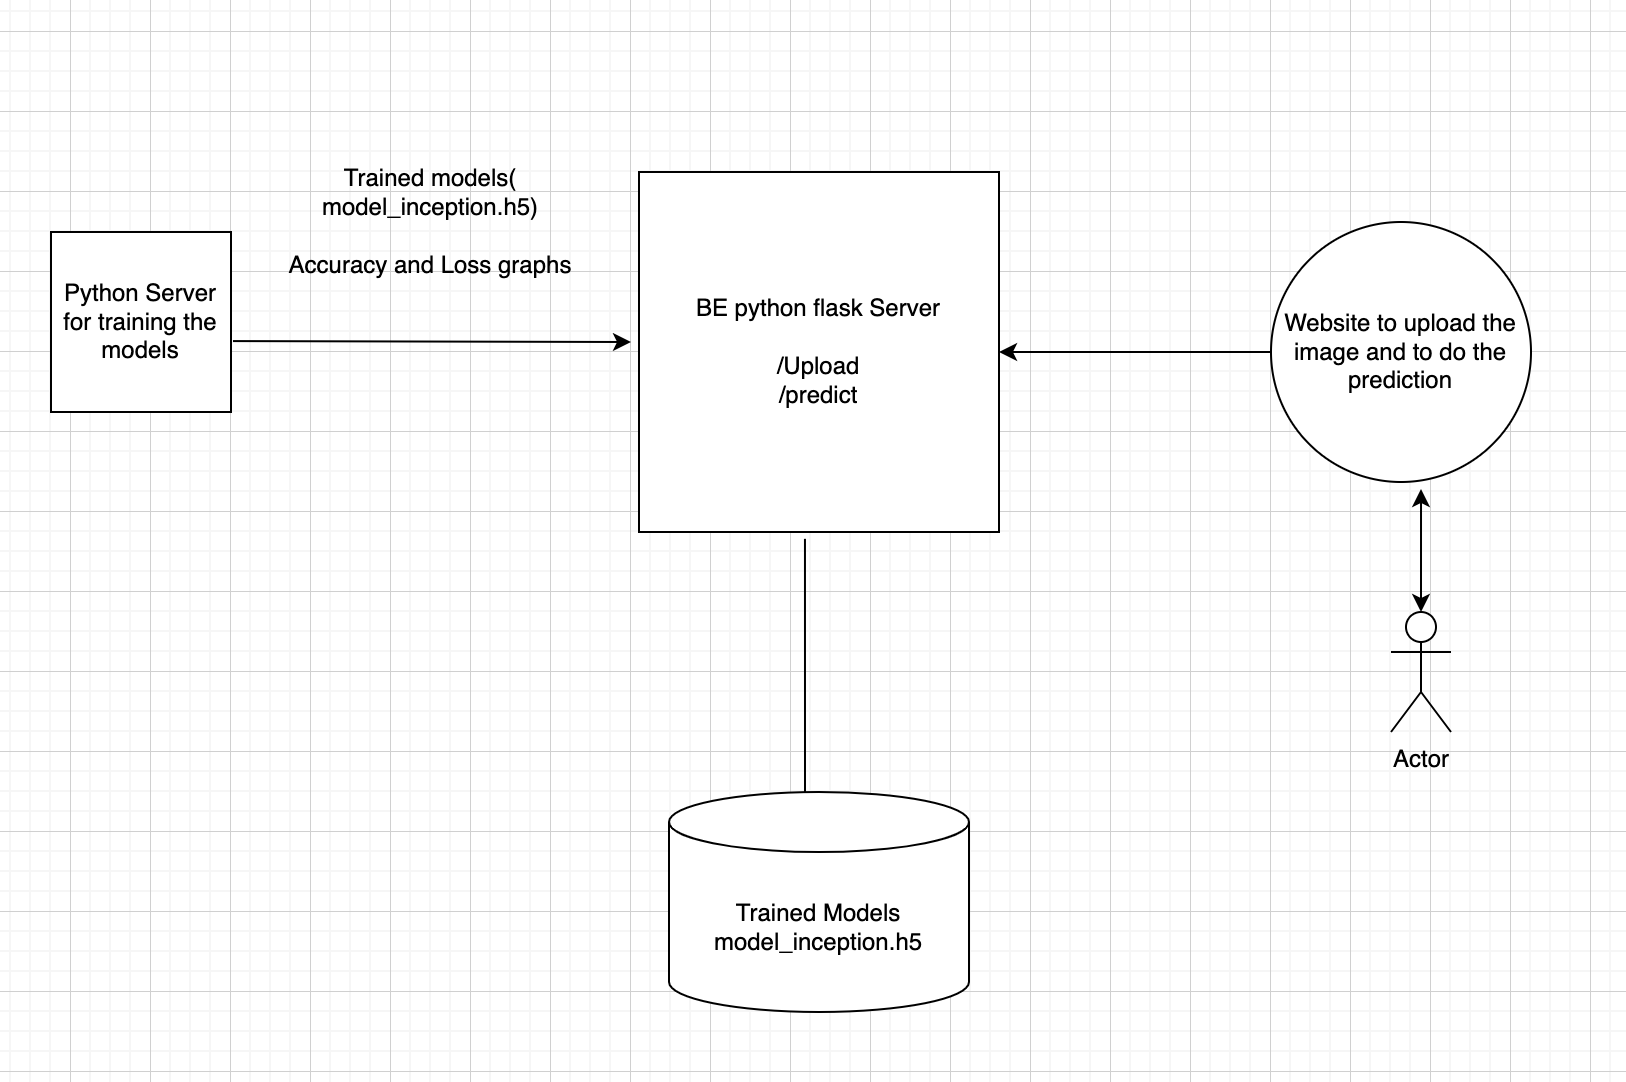 Trained models(
model_inception.h5)
Accuracy and Loss graphs
Python Server
for training the
models
BE python flask Server
/Upload
/predict
Website to upload the
image and to do the
prediction
Actor
Trained Models
model_inception.h5